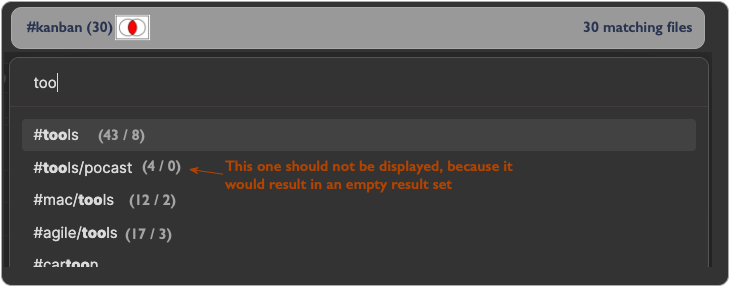 #kanban (30) 30 matching files
too
#tools (43 / 8)
#tools/pocast (4 / 0) This one should not be displayed, because it
would result in an empty result set
#mac/tools (12 / 2)
#agile/tools (17 / 3)
#cartoon